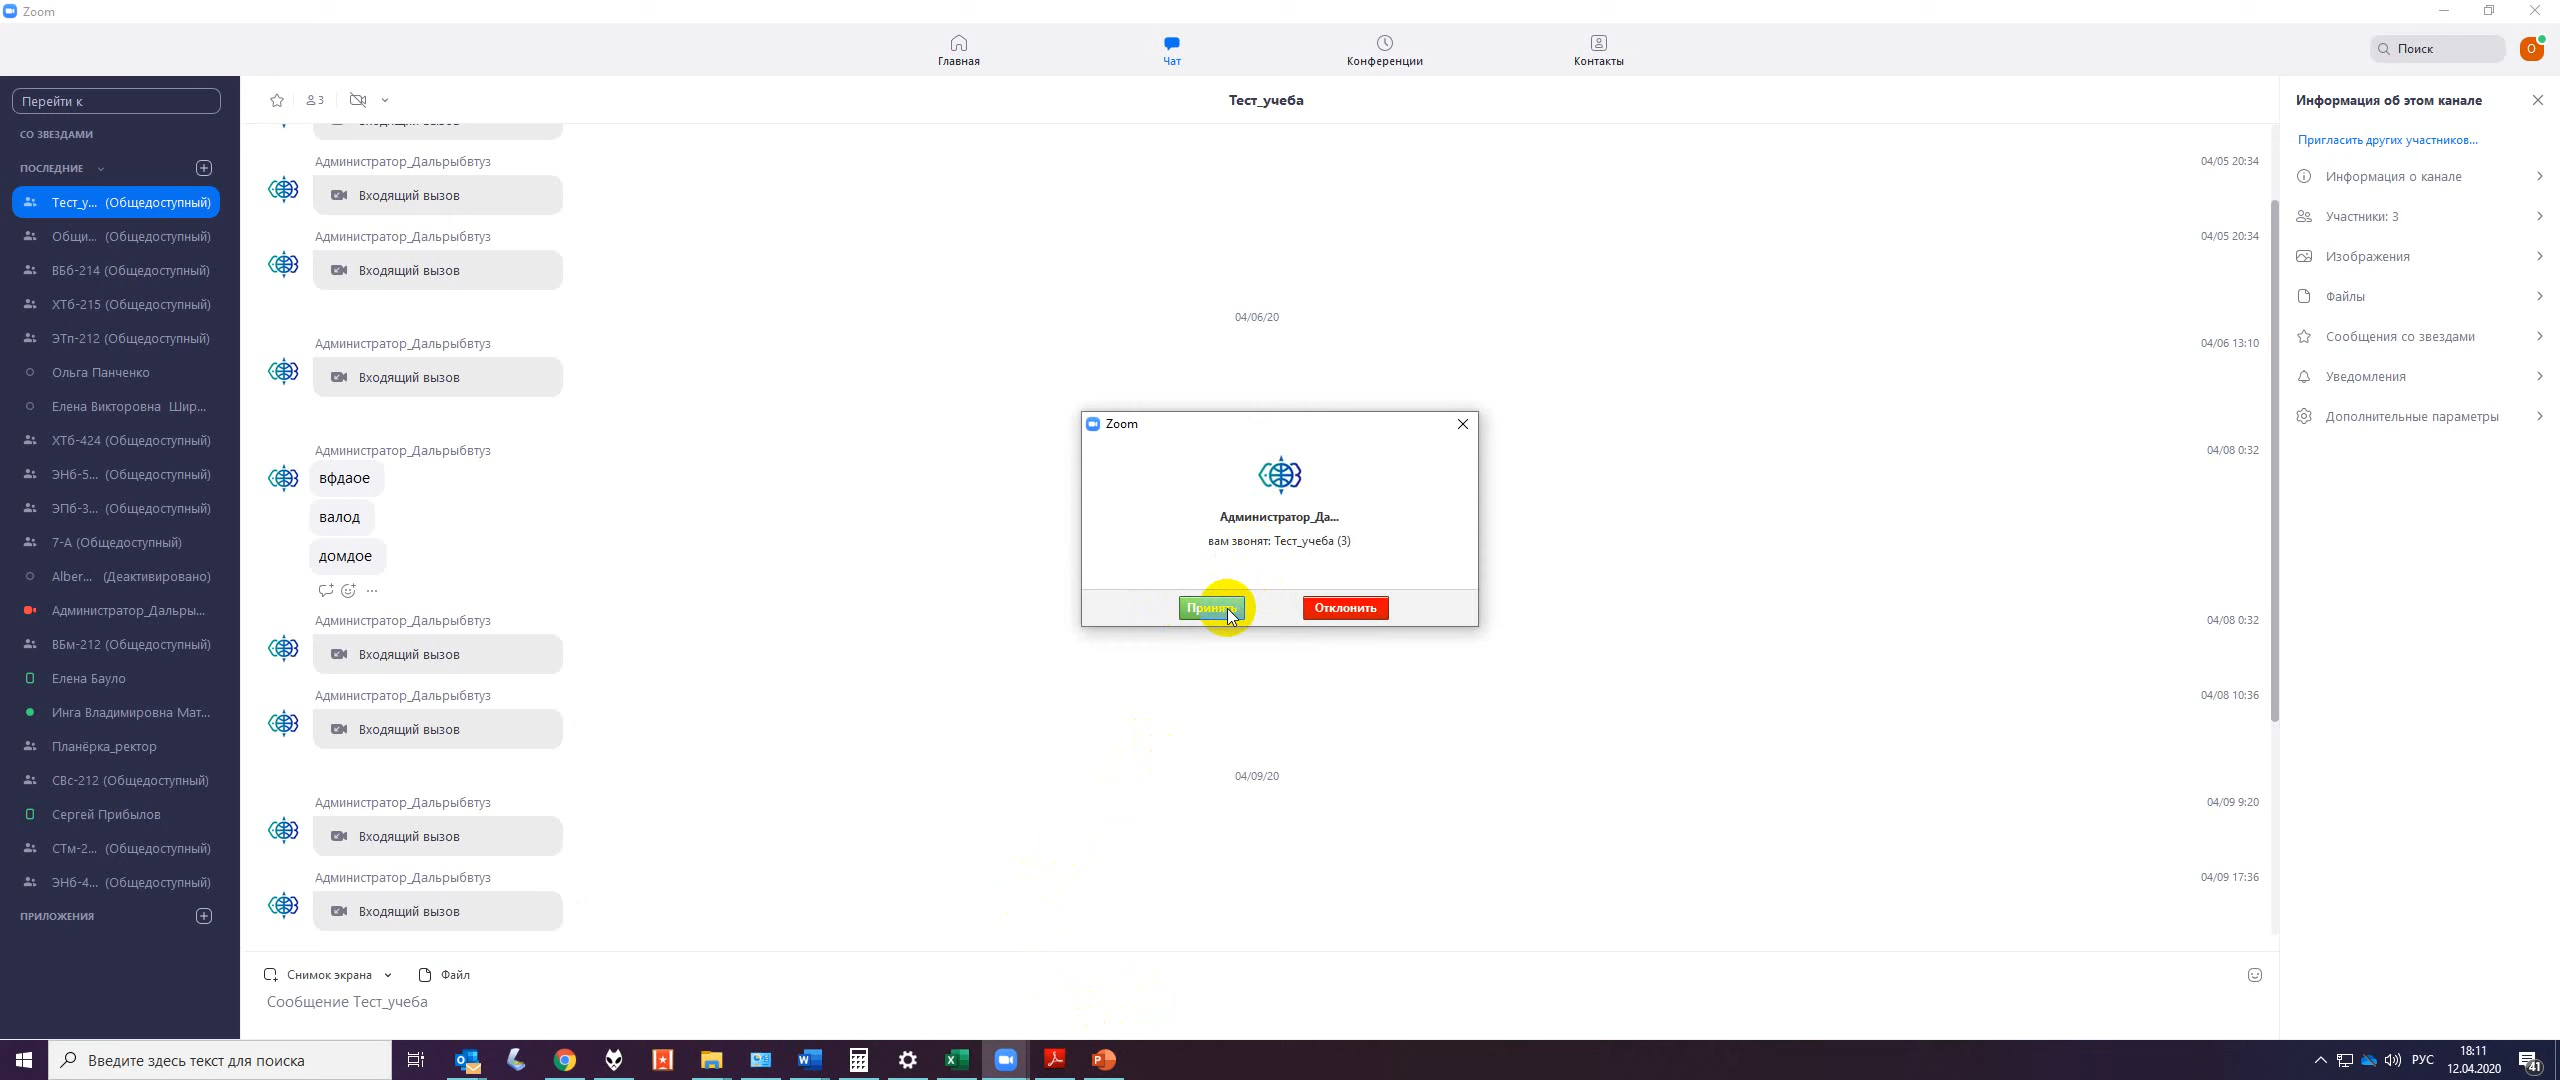 Zoom
Главная
Чат
Конференции
Контакты
Поиск
О
Перейти к
СО ЗВЕЗДАМИ
ПОСЛЕДНИЕ
Тест_у... (Общедоступный)
Общи... (Общедоступный)
ВБб-214 (Общедоступный)
ХТб-215 (Общедоступный)
ЭТп-212 (Общедоступный)
Ольга Панченко
Елена Викторовна Шир...
ХТб-424 (Общедоступный)
ЭНб-5... (Общедоступный)
ЭПб-3... (Общедоступный)
7-А (Общедоступный)
Alber... (Деактивировано)
Администратор_Дальры...
ВБм-212 (Общедоступный)
Елена Бауло
Инга Владимировна Мат...
Планёрка_ректор
СВс-212 (Общедоступный)
Сергей Прибылов
СТм-2... (Общедоступный)
ЭНб-4... (Общедоступный)
ПРИЛОЖЕНИЯ
3
Тест_учеба
Администратор_Дальрыбвтуз 04/05 20:34
Входящий вызов
Администратор_Дальрыбвтуз 04/05 20:34
Входящий вызов
04/06/20
Администратор_Дальрыбвтуз 04/06 13:10
Входящий вызов
Администратор_Дальрыбвтуз 04/08 0:32
вфдаое
валод
домдое
Администратор_Дальрыбвтуз 04/08 0:32
Входящий вызов
Администратор_Дальрыбвтуз 04/08 10:36
Входящий вызов
04/09/20
Администратор_Дальрыбвтуз 04/09 9:20
Входящий вызов
Администратор_Дальрыбвтуз 04/09 17:36
Входящий вызов
Снимок экрана Файл
Сообщение Тест_учеба
Zoom
Администратор_Да...
вам звонят: Тест_учеба (3)
Принять Отклонить
Информация об этом канале
Пригласить других участников...
Информация о канале
Участники: 3
Изображения
Файлы
Сообщения со звездами
Уведомления
Дополнительные параметры
Введите здесь текст для поиска
РУС
18:11
12.04.2020
41